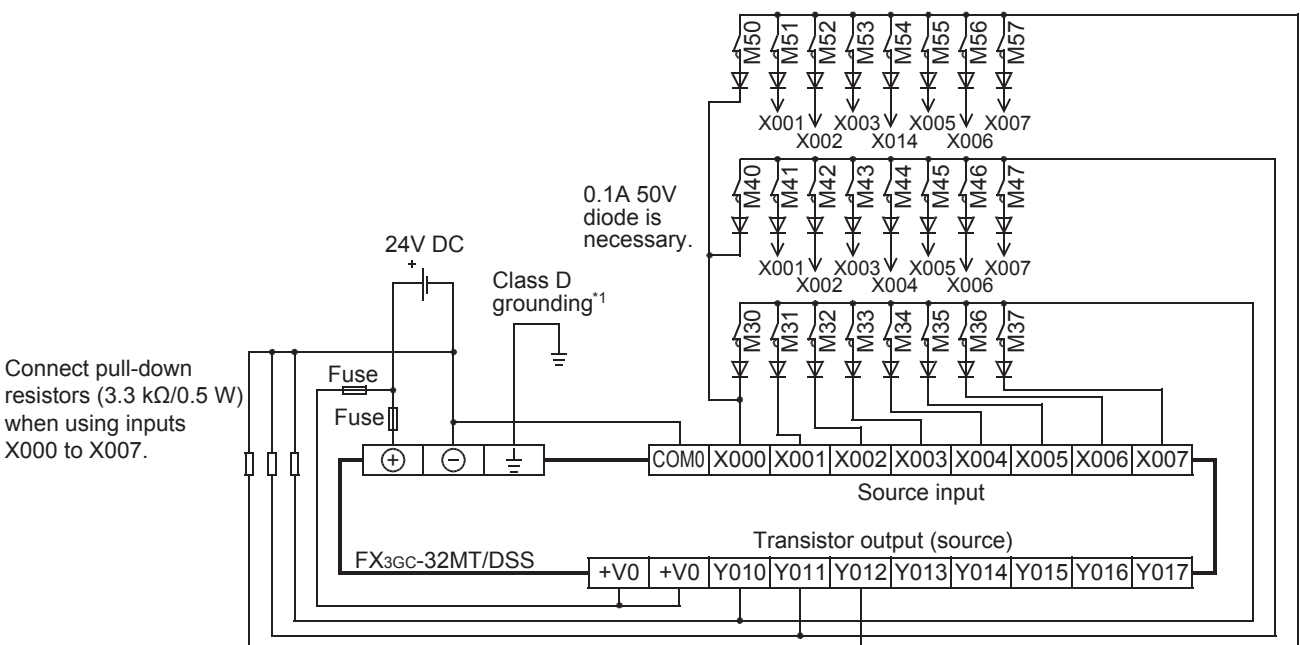 M50 M51 M52 M53 M54 M55 M56 M57
X001 X003 X005 X007
X002 X014 X006
M40 M41 M42 M43 M44 M45 M46 M47
X001 X003 X005 X007
X002 X004 X006
0.1A 50V
diode is
necessary.
24V DC
+
Class D
grounding*1
M30 M31 M32 M33 M34 M35 M36 M37
Connect pull-down
resistors (3.3 kΩ/0.5 W)
when using inputs
X000 to X007.
Fuse
Fuse
+ −
COM0 X000 X001 X002 X003 X004 X005 X006 X007
Source input
Transistor output (source)
FX3GC-32MT/DSS
+V0 +V0 Y010 Y011 Y012 Y013 Y014 Y015 Y016 Y017